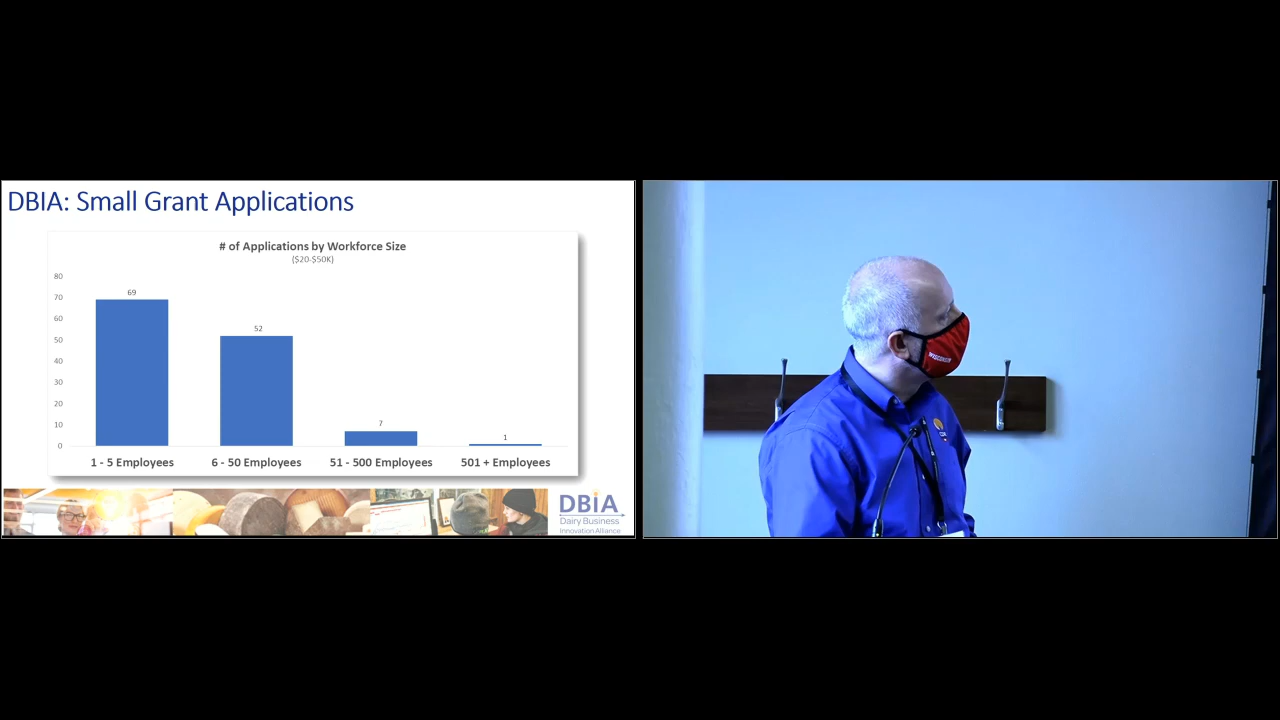 DBIA: Small Grant Applications
# of Applications by Workforce Size
($20-$50K)
80
70
60
50
40
30
20
10
0
69
52
7
1
1 - 5 Employees
6 - 50 Employees
51 - 500 Employees
501 + Employees
DBiA
Dairy Business
Innovation Alliance
WISCONSIN